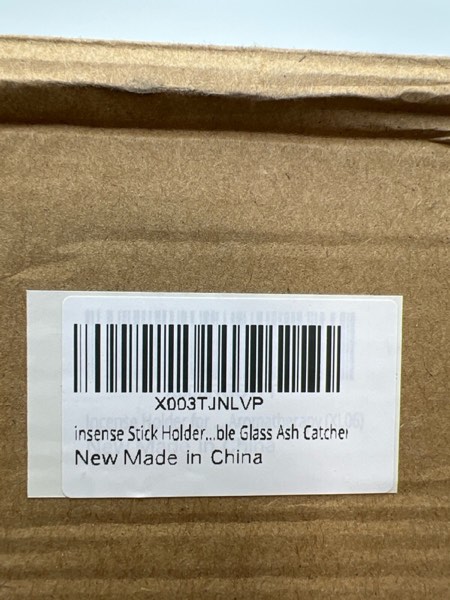 X003TJNLVP
insense Stick Holder...ble Glass Ash Catcher
New Made in China